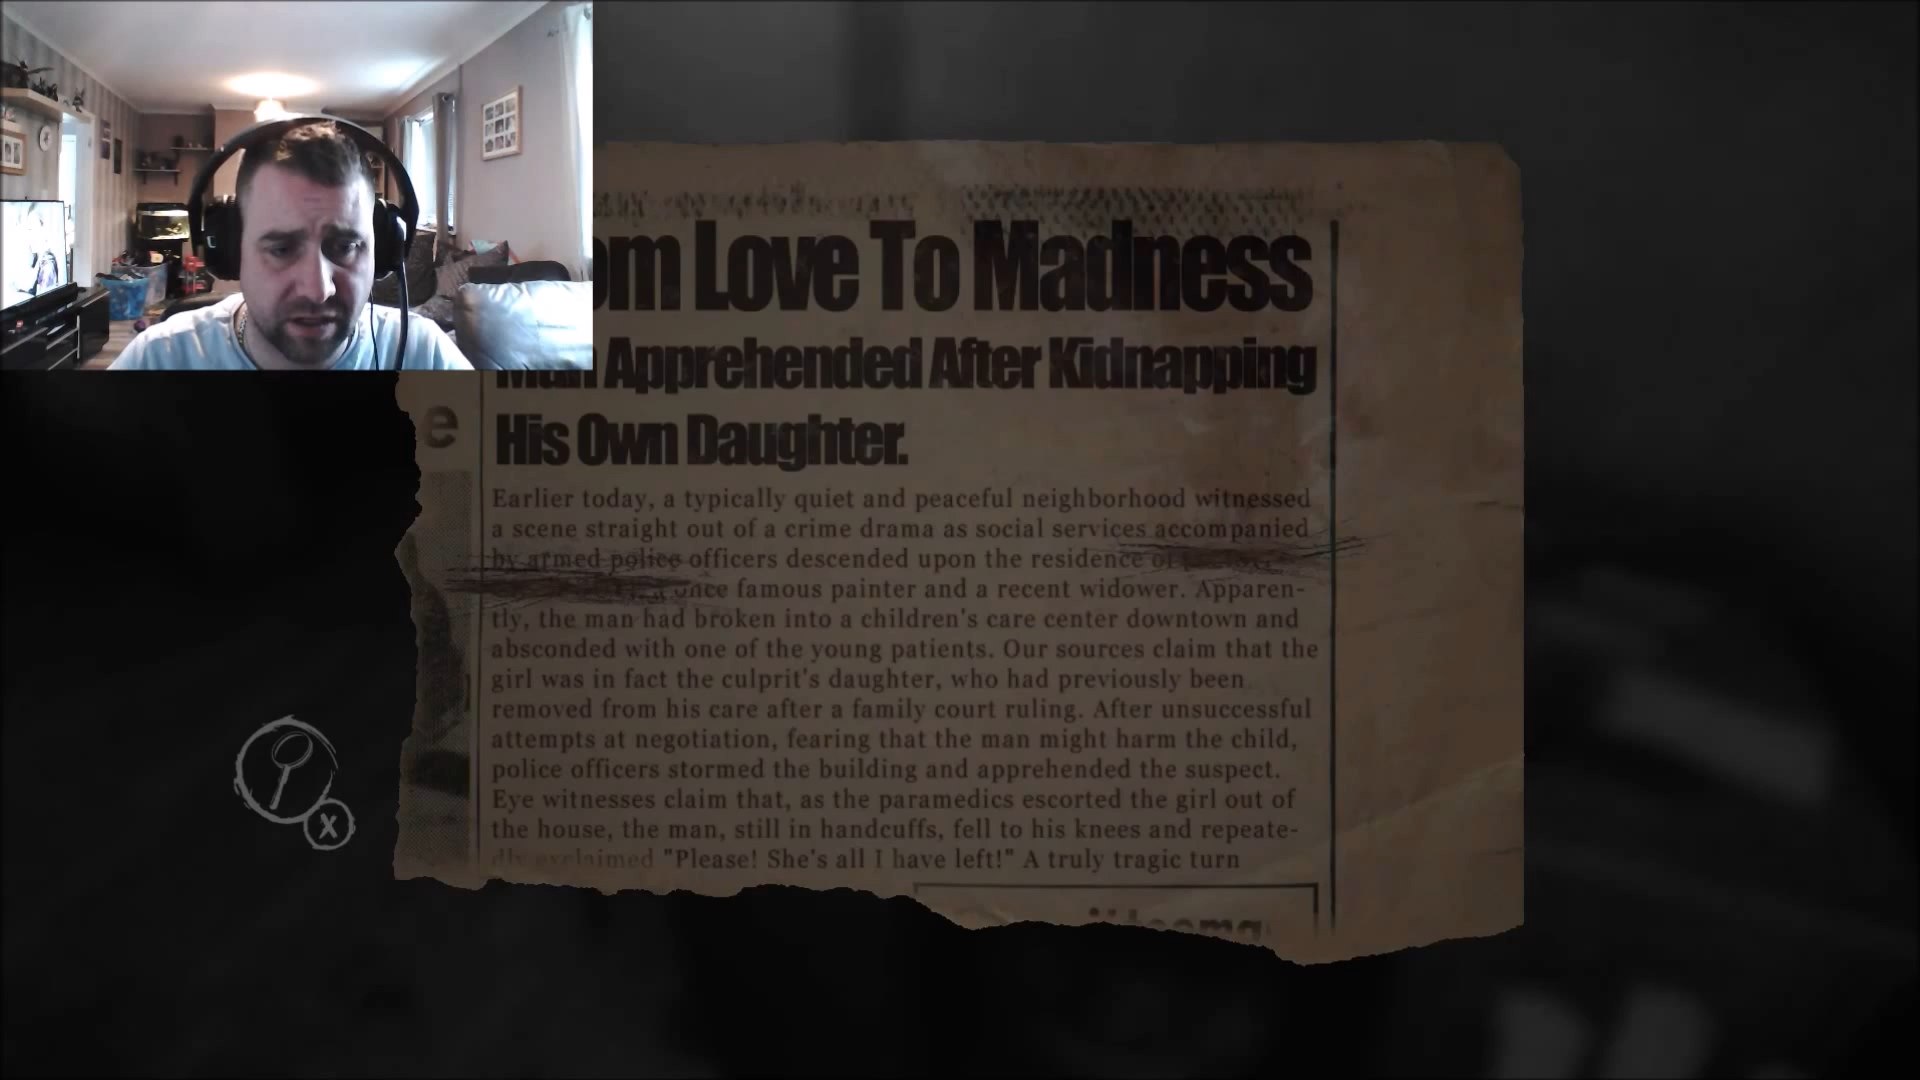 om Love To Madness
Man Apprehended After Kidnapping
His Own Daughter.
e
Earlier today, a typically quiet and peaceful neighborhood witnessed
a scene straight out of a crime drama as social services accompanied
by armed police officers descended upon the residence of
a once famous painter and a recent widower. Apparen-
tly, the man had broken into a children's care center downtown and
absconded with one of the young patients. Our sources claim that the
girl was in fact the culprit's daughter, who had previously been
removed from his care after a family court ruling. After unsuccessful
attempts at negotiation, fearing that the man might harm the child,
police officers stormed the building and apprehended the suspect.
Eye witnesses claim that, as the paramedics escorted the girl out of
the house, the man, still in handcuffs, fell to his knees and repeate-
dly exclaimed "Please! She's all I have left!" A truly tragic turn
X